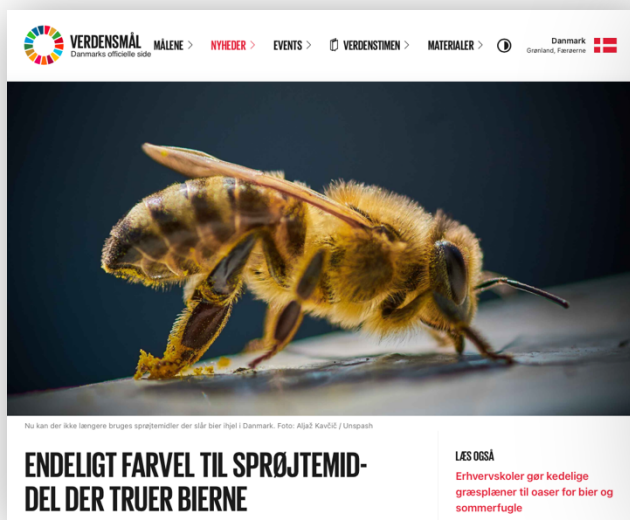 VERDENSMÅL
Danmarks officielle side
MÅLENE
NYHEDER
EVENTS
VERDENSTIMEN
MATERIALER
Danmark
Grønland, Færøerne
Nu kan der ikke længere bruges sprøjtemidler der slår bier ihjel i Danmark. Foto: Aljaž Kavčič / Unspash
ENDELIGT FARVEL TIL SPRØJTEMID-
DEL DER TRUER BIERNE
LÆS OGSÅ
Erhvervskoler gør kedelige
græsplæner til oaser for bier og
sommerfugle